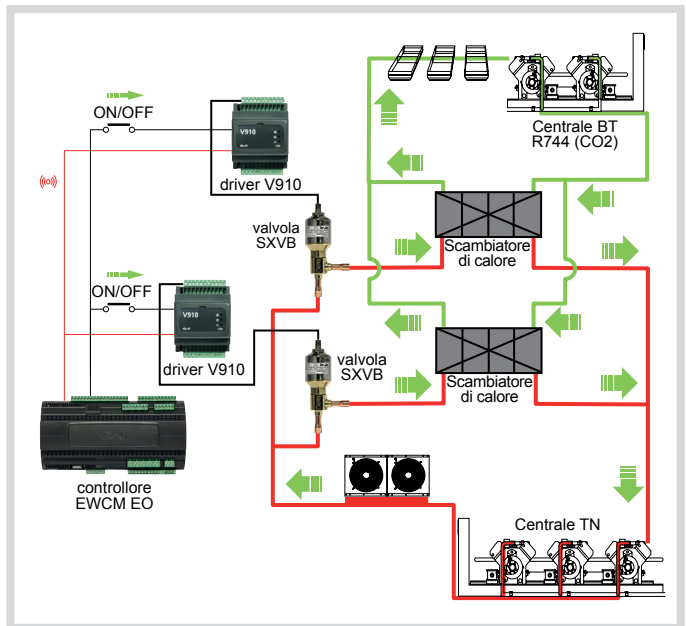 ON/OFF
V910
driver V910
Centrale BT
R744 (CO2)
valvola
SXVB
Scambiatore
di calore
ON/OFF
V910
driver V910
valvola
SXVB
Scambiatore
di calore
controllore
EWCM EO
Centrale TN